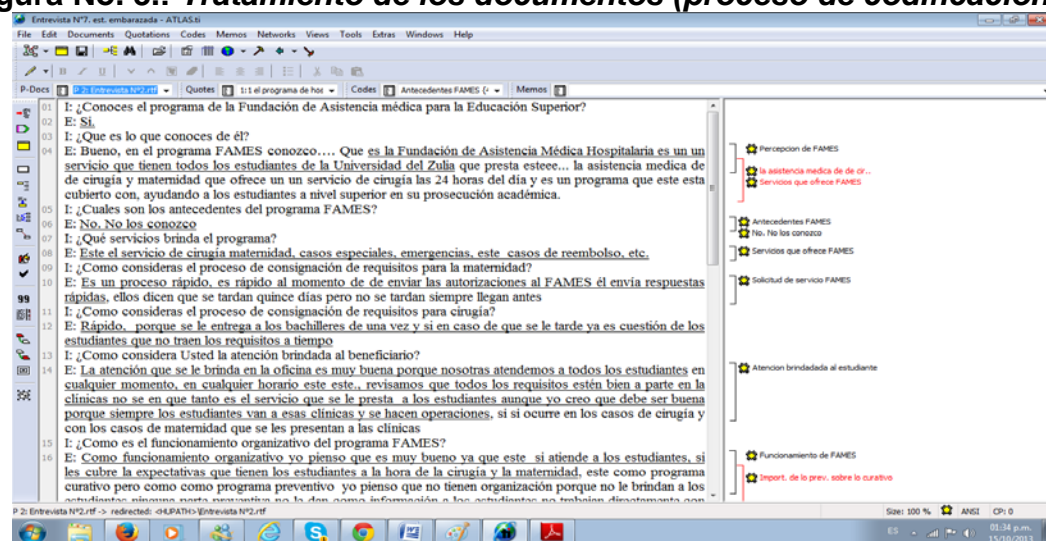 gura No. 3.: Tratamiento de los documentos (proceso de codificación
Entrevista N°7. est. embarazada - ATLAS.ti
File Edit Documents Quotations Codes Memos Networks Views Tools Extras Windows Help
P-Docs P 2: Entrevista Nº2.rtf Quotes 1:1 el programa de hos Codes Antecedentes FAMES {- Memos
01 I: ¿Conoces el programa de la Fundación de Asistencia médica para la Educación Superior?
02 E: Si.
03 I: ¿Que es lo que conoces de él?
04 E: Bueno, en el programa FAMES conozco…. Que es la Fundación de Asistencia Médica Hospitalaria es un un
servicio que tienen todos los estudiantes de la Universidad del Zulia que presta esteee... la asistencia medica de
de cirugía y maternidad que ofrece un un servicio de cirugía las 24 horas del día y es un programa que este esta
cubierto con, ayudando a los estudiantes a nivel superior en su prosecución académica.
05 I: ¿Cuales son los antecedentes del programa FAMES?
06 E: No. No los conozco
07 I: ¿Qué servicios brinda el programa?
08 E: Este el servicio de cirugía maternidad, casos especiales, emergencias, este casos de reembolso, etc.
09 I: ¿Como consideras el proceso de consignación de requisitos para la maternidad?
10 E: Es un proceso rápido, es rápido al momento de de enviar las autorizaciones al FAMES él envía respuestas
rápidas, ellos dicen que se tardan quince días pero no se tardan siempre llegan antes
11 I: ¿Como consideras el proceso de consignación de requisitos para cirugía?
12 E: Rápido, porque se le entrega a los bachilleres de una vez y si en caso de que se le tarde ya es cuestión de los
estudiantes que no traen los requisitos a tiempo
13 I: ¿Como considera Usted la atención brindada al beneficiario?
14 E: La atención que se le brinda en la oficina es muy buena porque nosotras atendemos a todos los estudiantes en
cualquier momento, en cualquier horario este este., revisamos que todos los requisitos estén bien a parte en la
clínicas no se en que tanto es el servicio que se le presta a los estudiantes aunque yo creo que debe ser buena
porque siempre los estudiantes van a esas clínicas y se hacen operaciones, si si ocurre en los casos de cirugía y
con los casos de maternidad que se les presentan a las clínicas
15 I: ¿Como es el funcionamiento organizativo del programa FAMES?
16 E: Como funcionamiento organizativo yo pienso que es muy bueno ya que este si atiende a los estudiantes, si
les cubre la expectativas que tienen los estudiantes a la hora de la cirugía y la maternidad, este como programa
curativo pero como como programa preventivo yo pienso que no tienen organización porque no le brindan a los
Percepcion de FAMES
la asistencia medica de de cir..
Servicios que ofrece FAMES
Antecedentes FAMES
No. No los conozco
Servicios que ofrece FAMES
Solicitud de servicio FAMES
Atencion brindadada al estudiante
Funcionamiento de FAMES
Import. de lo prev. sobre lo curativo
P 2: Entrevista Nº2.rtf -> redirected: <HUPATH>\Entrevista Nº2.rtf Size: 100 % ANSI CP: 0
ES 01:34 p.m.
15/10/2013